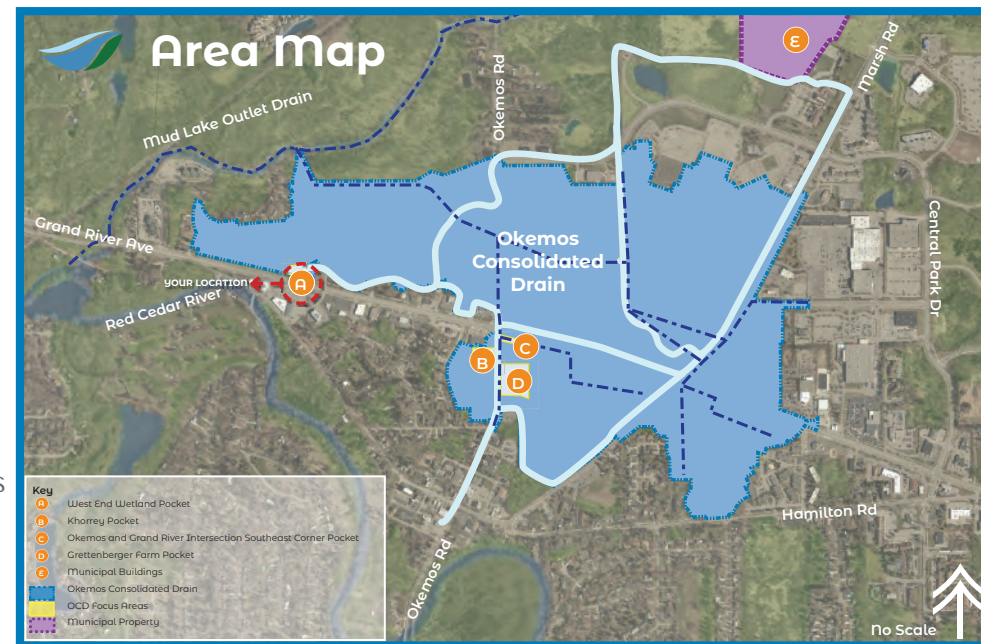 Area Map
Mud Lake Outlet Drain
Okemos Rd
E
Marsh Rd
Grand River Ave
Okemos
Consolidated
Drain
Central Park Dr
YOUR LOCATION
A
Red Cedar River
B
C
D
S
Key
A West End Wetland Pocket
B Khorrey Pocket
C Okemos and Grand River Intersection Southeast Corner Pocket
D Grettenberger Farm Pocket
E Municipal Buildings
Okemos Consolidated Drain
OCD Focus Areas
Municipal Property
Okemos Rd
Hamilton Rd
No Scale